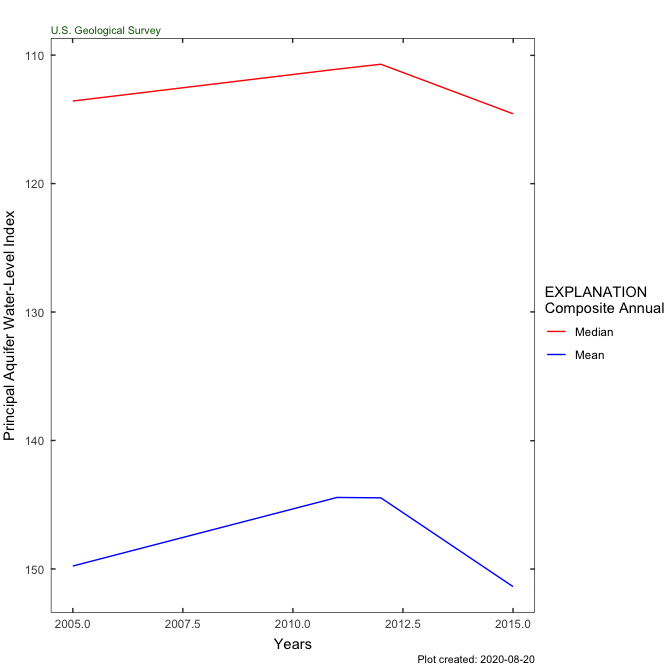 U.S. Geological Survey
110
120
130
140
150
Principal Aquifer Water-Level Index
2005.0
2007.5
2010.0
2012.5
2015.0
Years
EXPLANATION
Composite Annual
Median
Mean
Plot created: 2020-08-20